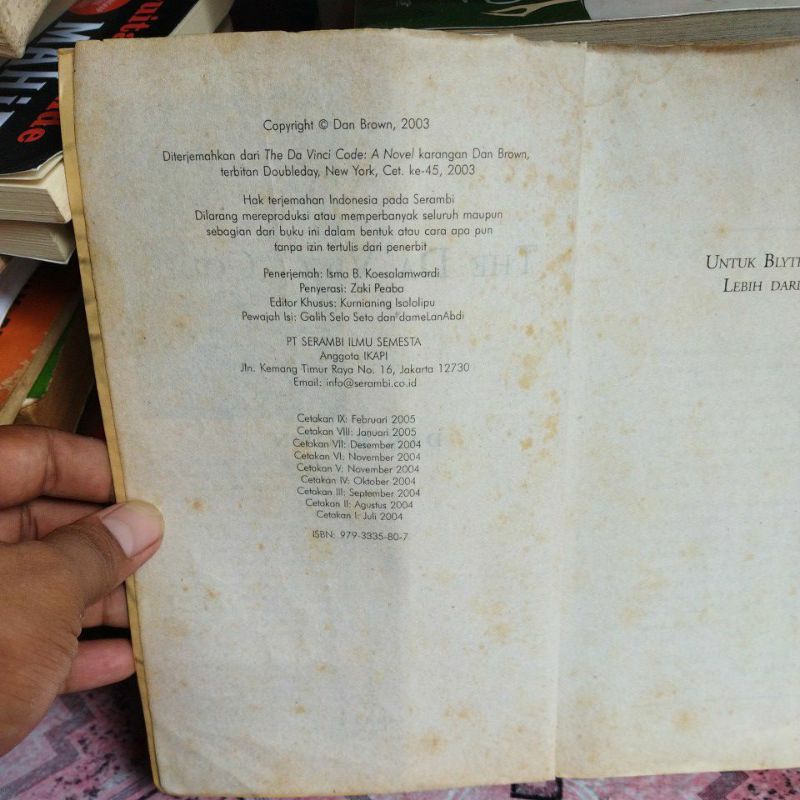 Copyright © Dan Brown, 2003
Diterjemahkan dari The Da Vinci Code: A Novel karangan Dan Brown,
terbitan Doubleday, New York, Cet. ke-45, 2003
Hak terjemahan Indonesia pada Serambi
Dilarang mereproduksi atau memperbanyak seluruh maupun
sebagian dari buku ini dalam bentuk atau cara apa pun
tanpa izin tertulis dari penerbit
Penerjemah: Isma B. Koesalamwardi
Penyerasi: Zaki Peaba
Editor Khusus: Kurnianing Isololipu
Pewajah Isi: Galih Selo Seto dan dameLanAbdi
PT SERAMBI ILMU SEMESTA
Anggota IKAPI
Jln. Kemang Timur Raya No. 16, Jakarta 12730
Email: info@serambi.co.id
Cetakan IX: Februari 2005
Cetakan VIII: Januari 2005
Cetakan VII: Desember 2004
Cetakan VI: November 2004
Cetakan V: November 2004
Cetakan IV: Oktober 2004
Cetakan III: September 2004
Cetakan II: Agustus 2004
Cetakan I: Juli 2004
ISBN: 979-3335-80-7
UNTUK
LEBIH DARI